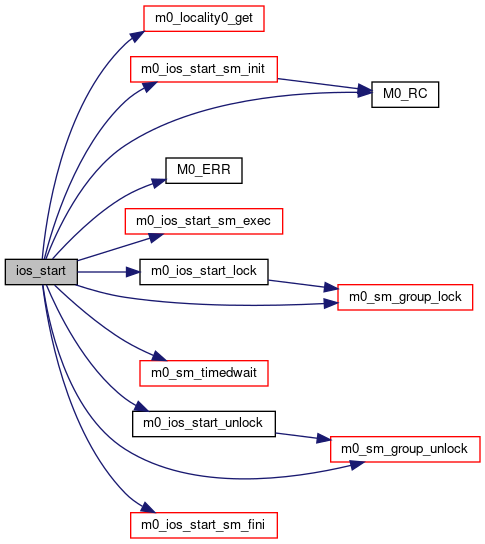 m0_locality0_get
m0_ios_start_sm_init
M0_RC
M0_ERR
m0_ios_start_sm_exec
ios_start
m0_ios_start_lock
m0_sm_group_lock
m0_sm_timedwait
m0_ios_start_unlock
m0_sm_group_unlock
m0_ios_start_sm_fini